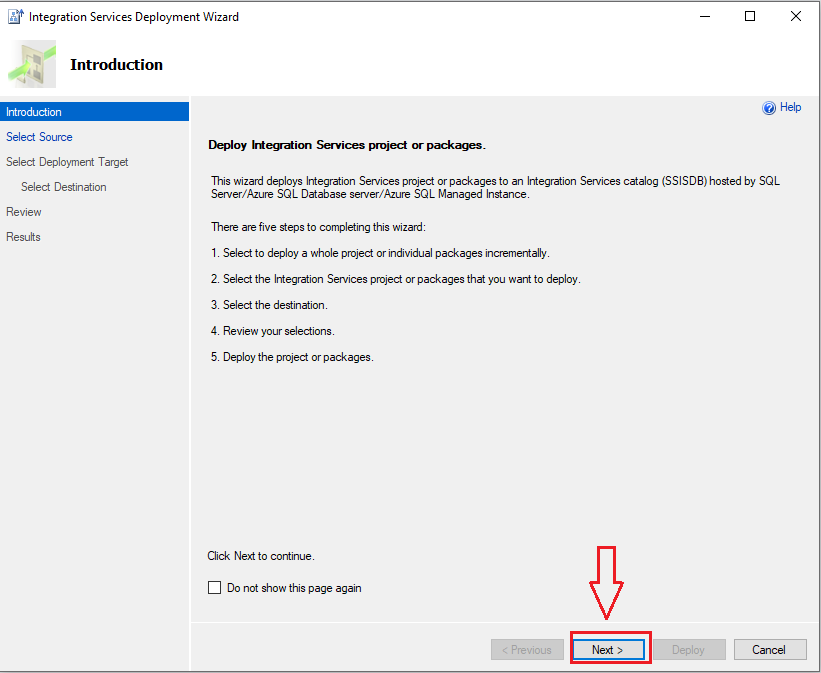 Integration Services Deployment Wizard
Introduction
Introduction
Select Source
Select Deployment Target
Select Destination
Review
Results
Help
Deploy Integration Services project or packages.
This wizard deploys Integration Services project or packages to an Integration Services catalog (SSISDB) hosted by SQL
Server/Azure SQL Database server/Azure SQL Managed Instance.
There are five steps to completing this wizard:
1. Select to deploy a whole project or individual packages incrementally.
2. Select the Integration Services project or packages that you want to deploy.
3. Select the destination.
4. Review your selections.
5. Deploy the project or packages.
Click Next to continue.
Do not show this page again
< Previous
Next >
Deploy
Cancel